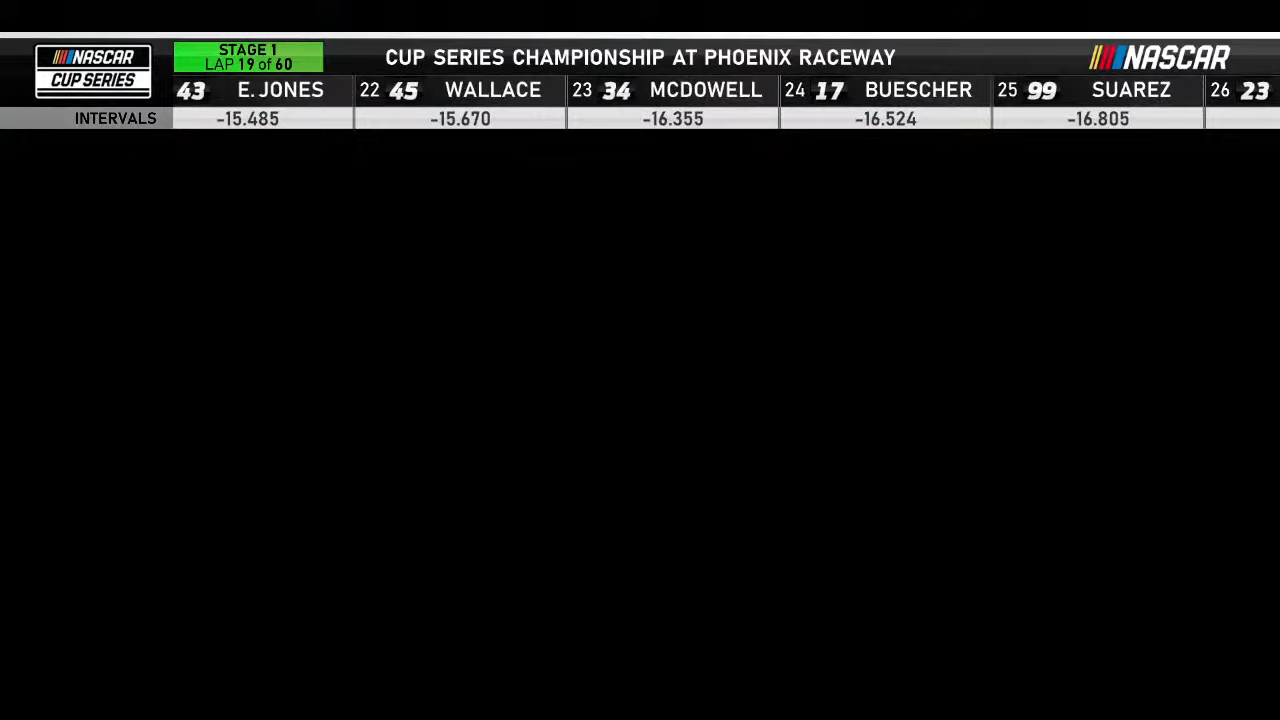 NASCAR
CUP SERIES
STAGE 1
LAP 19 of 60
CUP SERIES CHAMPIONSHIP AT PHOENIX RACEWAY
NASCAR
43 E. JONES 22 45 WALLACE 23 34 MCDOWELL 24 17 BUESCHER 25 99 SUAREZ 26 23
INTERVALS -15.485 -15.670 -16.355 -16.524 -16.805